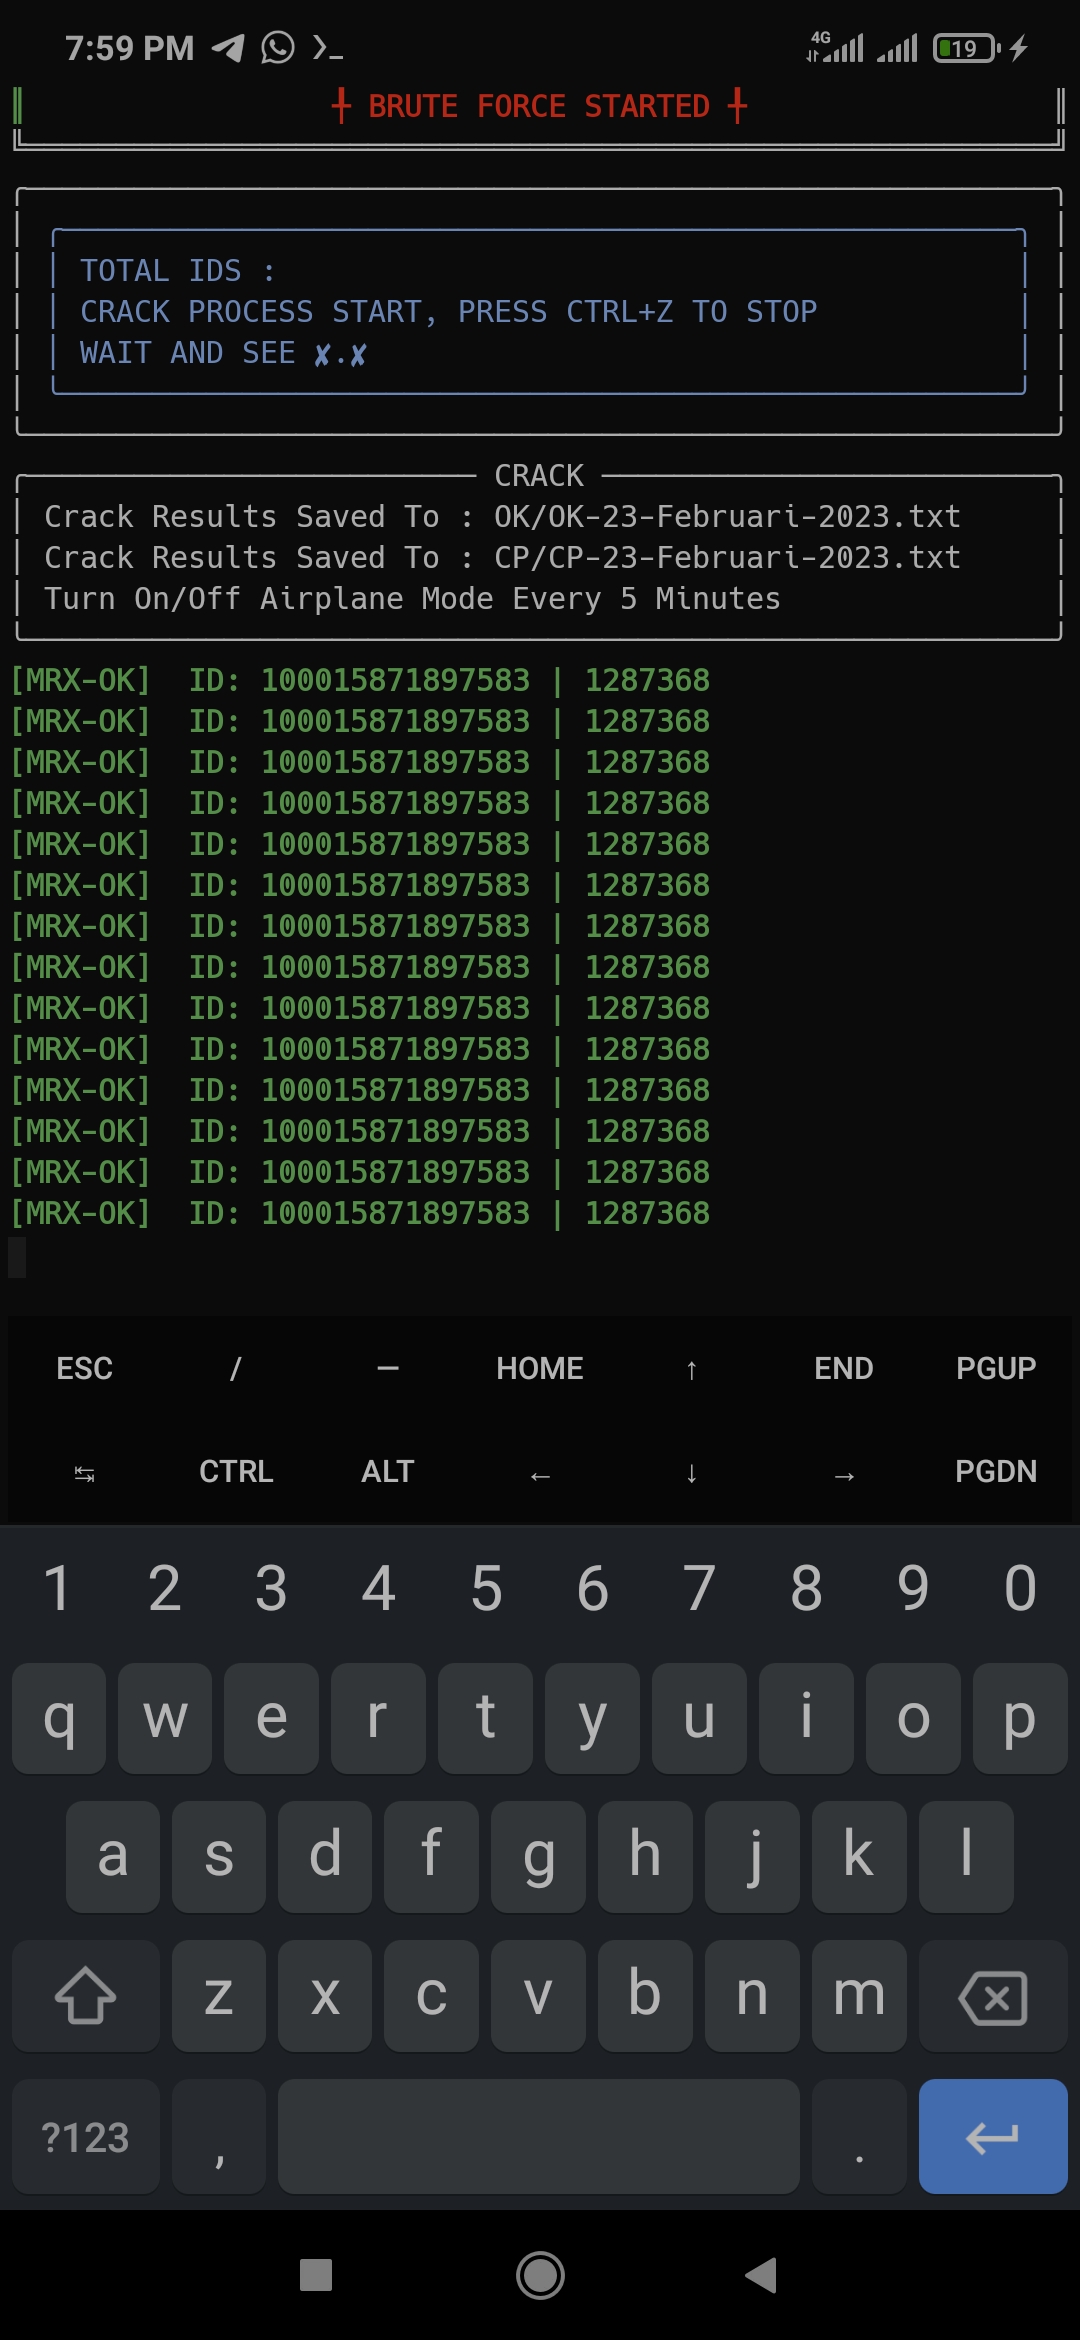 7:59 PM
4G
19
BRUTE FORCE STARTED
TOTAL IDS :
CRACK PROCESS START, PRESS CTRL+Z TO STOP
WAIT AND SEE ✘.✘
CRACK
Crack Results Saved To : OK/OK-23-Februari-2023.txt
Crack Results Saved To : CP/CP-23-Februari-2023.txt
Turn On/Off Airplane Mode Every 5 Minutes
[MRX-OK] ID: 100015871897583 | 1287368
[MRX-OK] ID: 100015871897583 | 1287368
[MRX-OK] ID: 100015871897583 | 1287368
[MRX-OK] ID: 100015871897583 | 1287368
[MRX-OK] ID: 100015871897583 | 1287368
[MRX-OK] ID: 100015871897583 | 1287368
[MRX-OK] ID: 100015871897583 | 1287368
[MRX-OK] ID: 100015871897583 | 1287368
[MRX-OK] ID: 100015871897583 | 1287368
[MRX-OK] ID: 100015871897583 | 1287368
[MRX-OK] ID: 100015871897583 | 1287368
[MRX-OK] ID: 100015871897583 | 1287368
[MRX-OK] ID: 100015871897583 | 1287368
[MRX-OK] ID: 100015871897583 | 1287368
ESC / — HOME ↑ END PGUP
↹ CTRL ALT ← ↓ → PGDN
1 2 3 4 5 6 7 8 9 0
q w e r t y u i o p
a s d f g h j k l
z x c v b n m
?123 , .